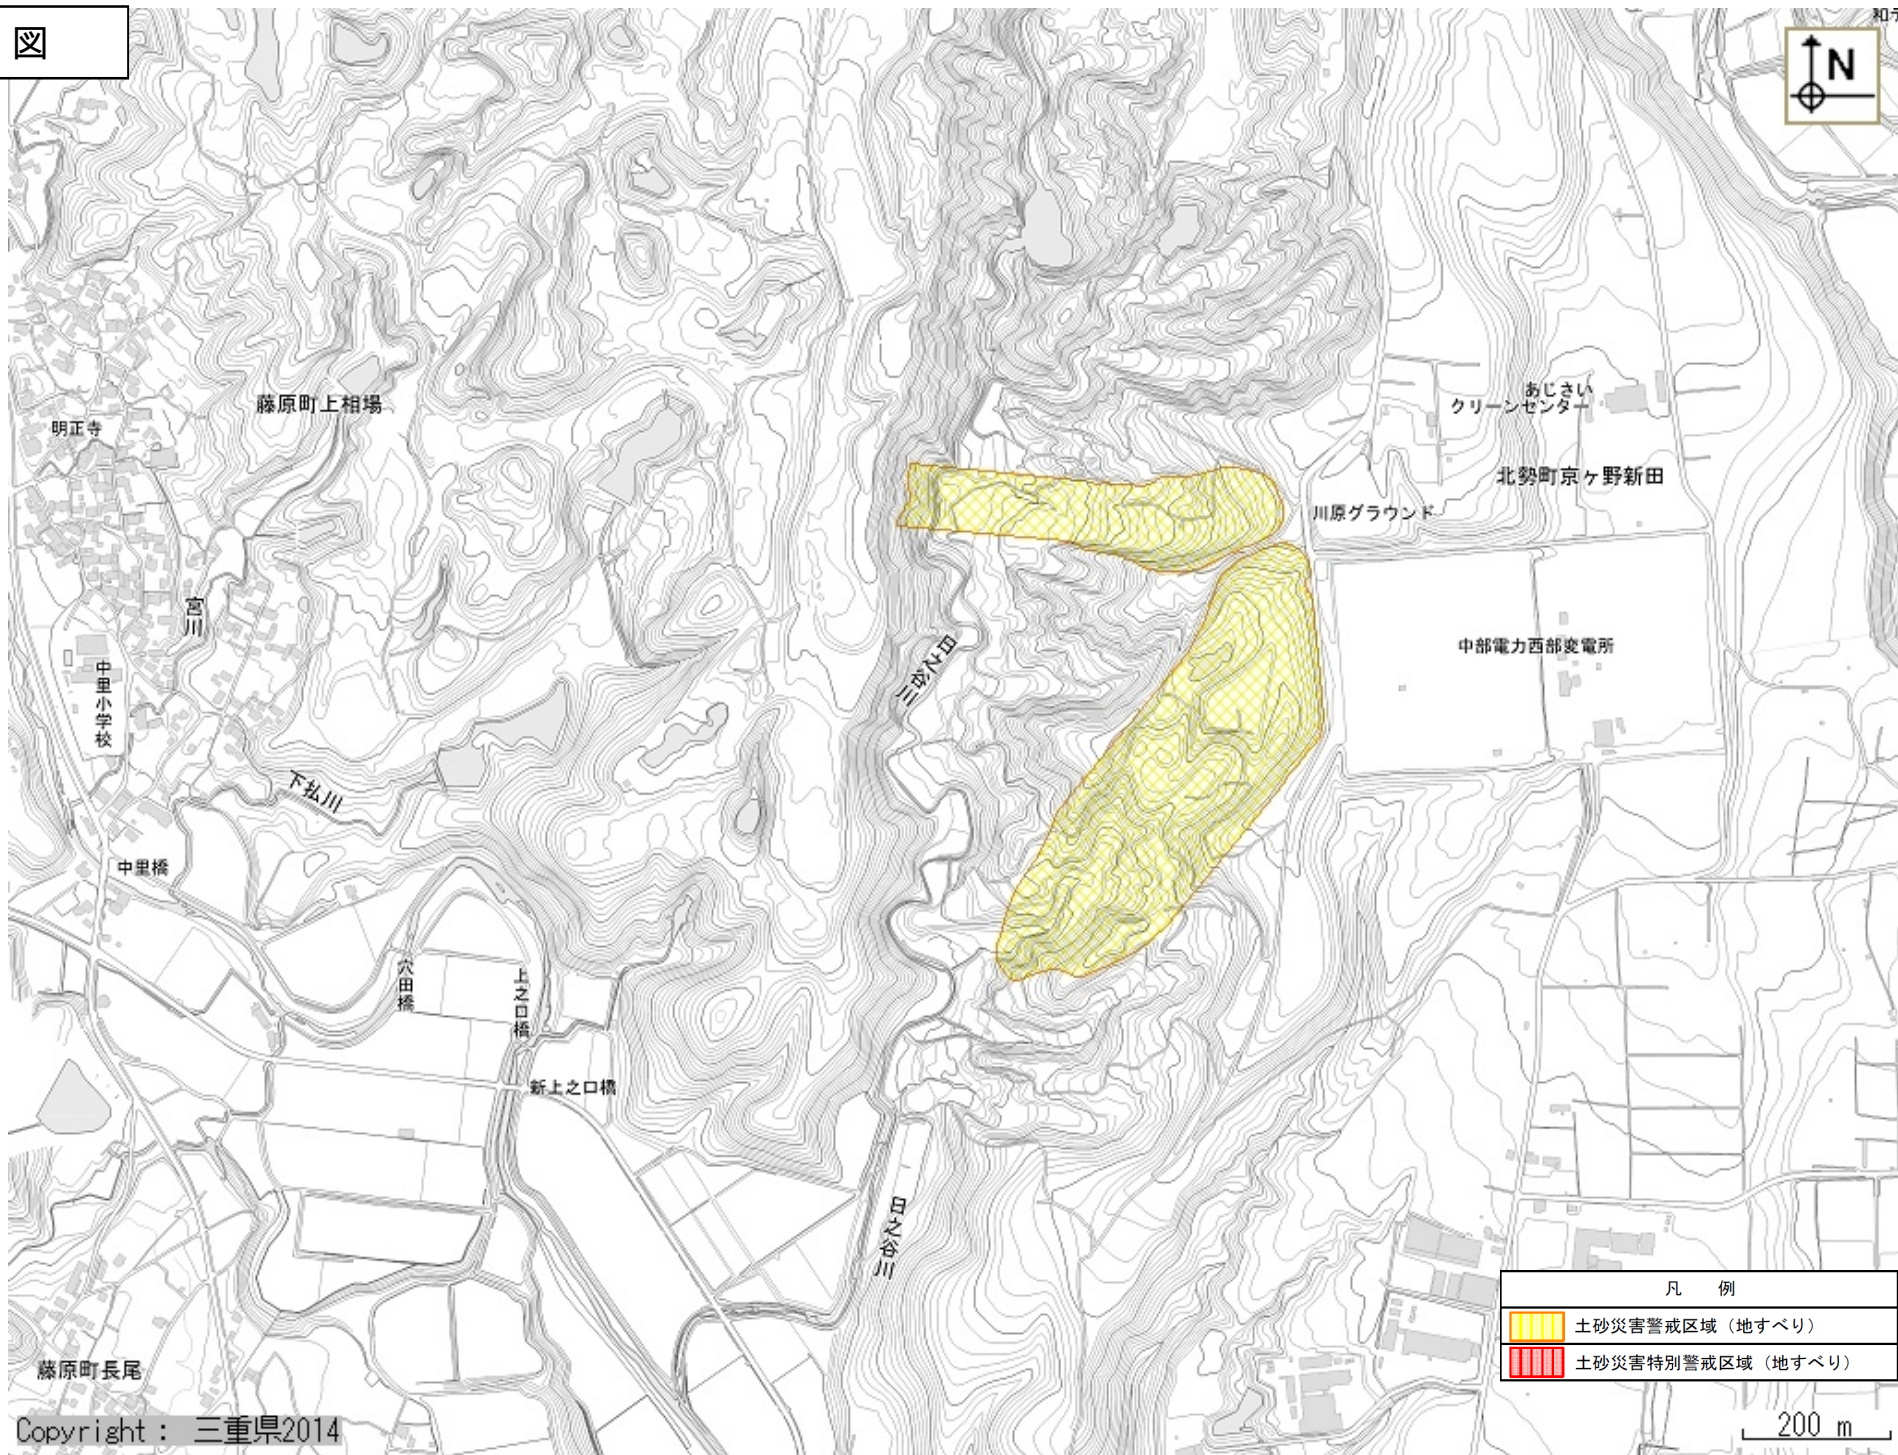 図
和
N
あじさい
クリーンセンター
藤原町上相場
明正寺
北勢町京ヶ野新田
川原グラウンド
宮川
中部電力西部変電所
日之谷川
中里小学校
下払川
中里橋
穴田橋
上之口橋
新上之口橋
日之谷川
凡 例
土砂災害警戒区域（地すべり）
土砂災害特別警戒区域（地すべり）
藤原町長尾
Copyright： 三重県2014
200 m